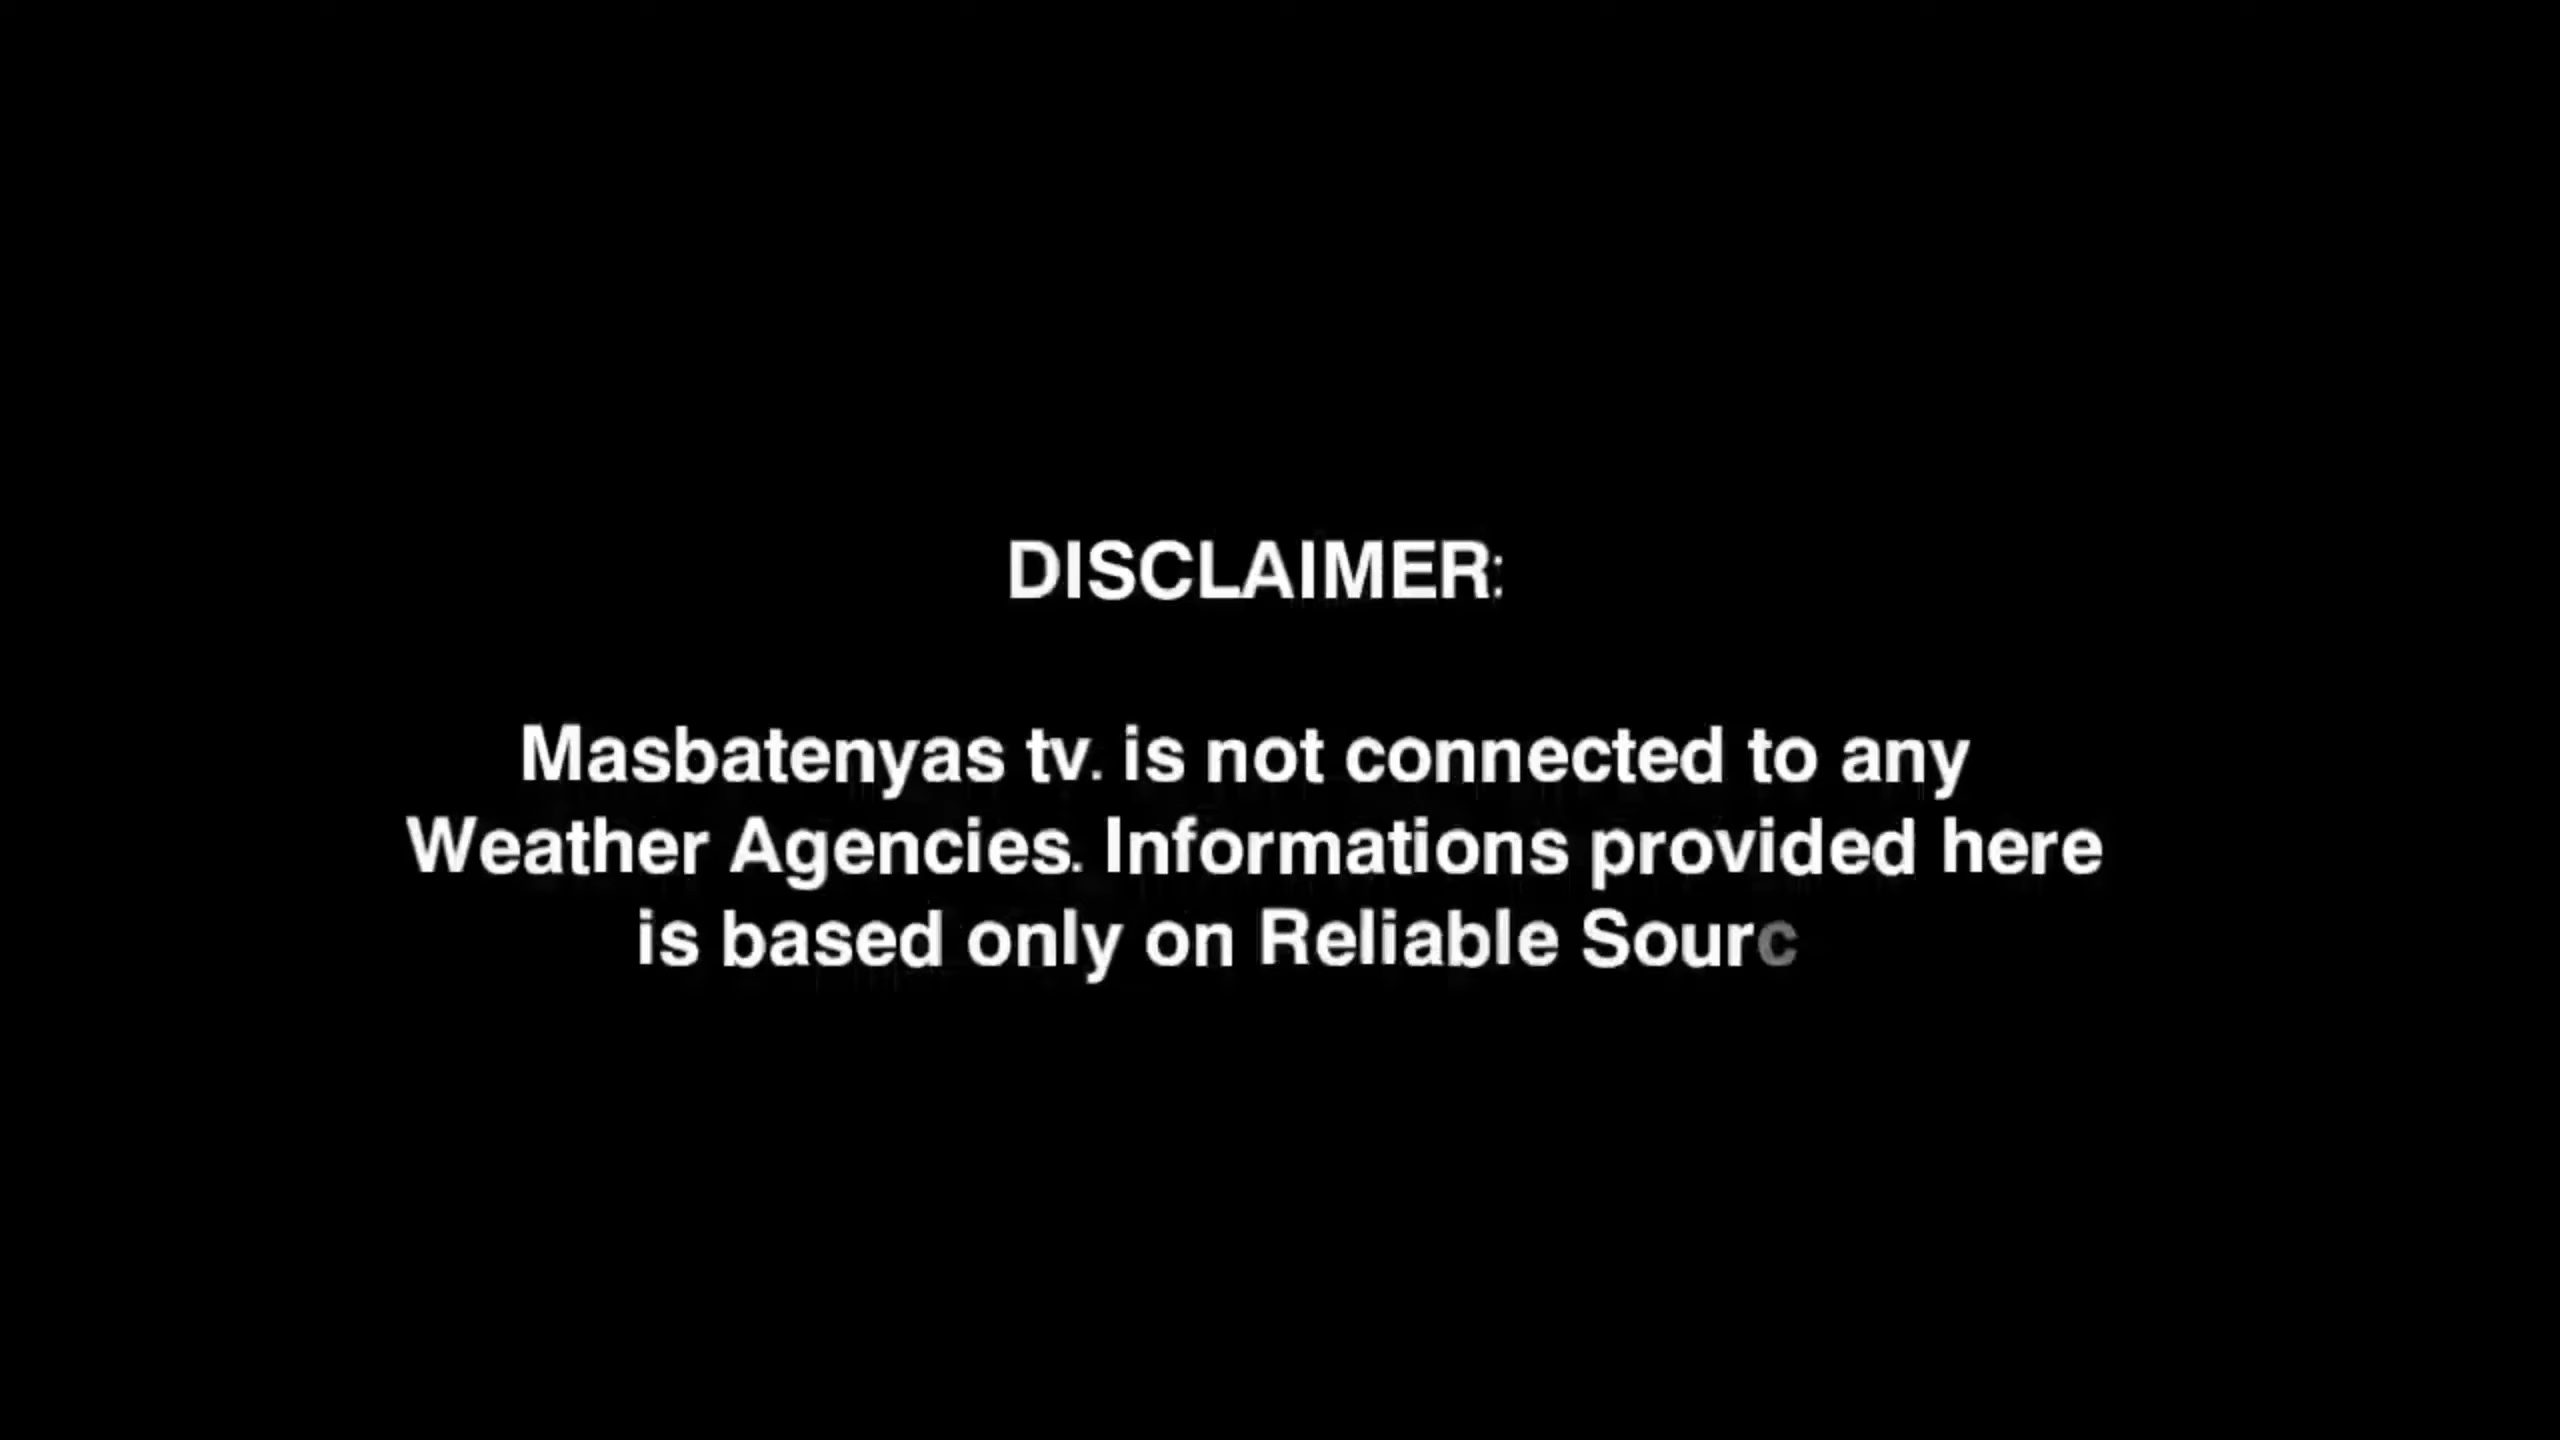 DISCLAIMER:
Masbatenyas tv. is not connected to any
Weather Agencies. Informations provided here
is based only on Reliable Sourc